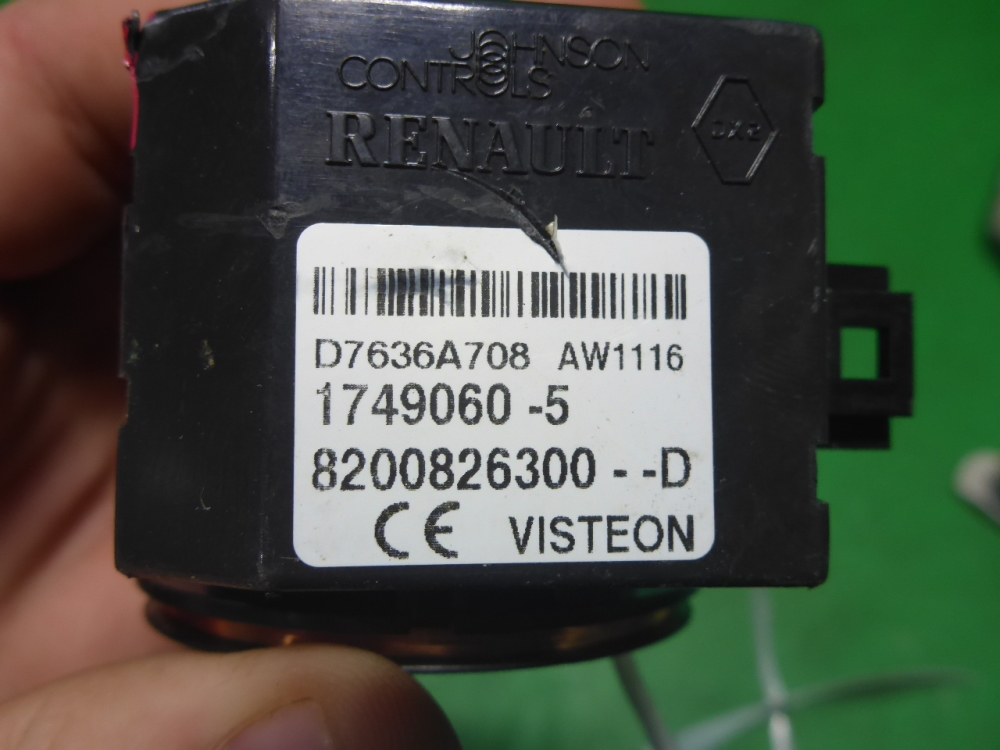 JOHNSON
CONTROLS
RENAULT
D7636A708 AW1116
1749060 -5
8200826300 - -D
CE VISTEON